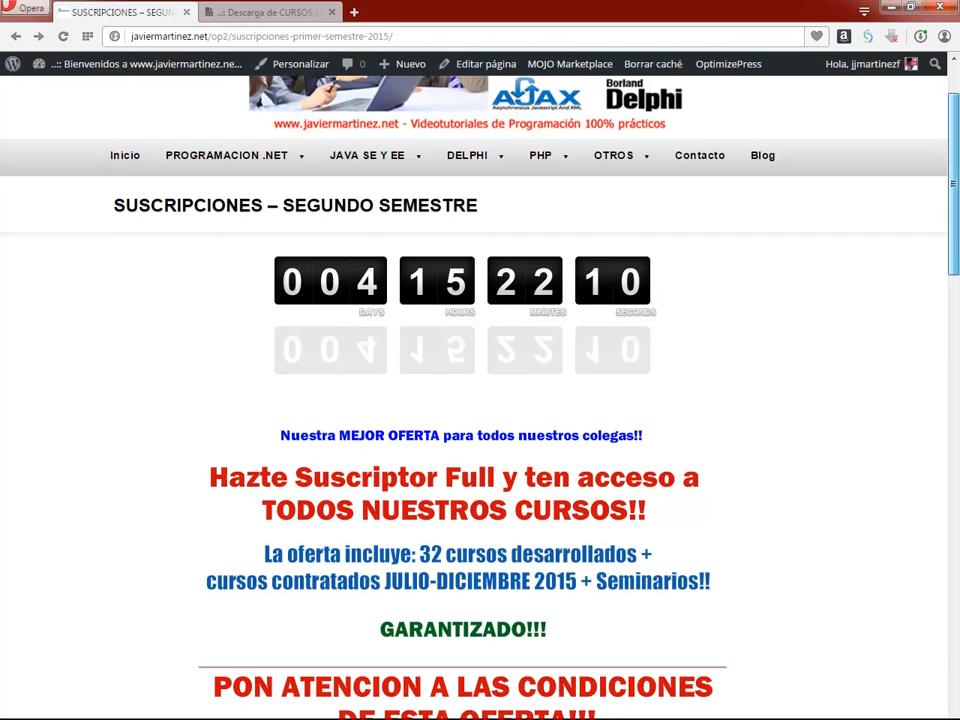 Opera
SUSCRIPCIONES – SEGUN
..:: Descarga de CURSOS
javiermartinez.net/op2/suscripciones-primer-semestre-2015/
..:: Bienvenidos a www.javiermartinez.ne... Personalizar 0 Nuevo Editar página MOJO Marketplace Borrar caché OptimizePress Hola, jjmartinezf
AJAX
Asynchronous Javascript And XML
Borland
Delphi
www.javiermartinez.net - Videotutoriales de Programación 100% prácticos
Inicio PROGRAMACION .NET JAVA SE Y EE DELPHI PHP OTROS Contacto Blog
SUSCRIPCIONES – SEGUNDO SEMESTRE
004 15 22 10
DAYS HOURS MINUTES SECONDS
Nuestra MEJOR OFERTA para todos nuestros colegas!!
Hazte Suscriptor Full y ten acceso a
TODOS NUESTROS CURSOS!!
La oferta incluye: 32 cursos desarrollados +
cursos contratados JULIO-DICIEMBRE 2015 + Seminarios!!
GARANTIZADO!!!
PON ATENCION A LAS CONDICIONES
DE ESTA OFERTA!!!